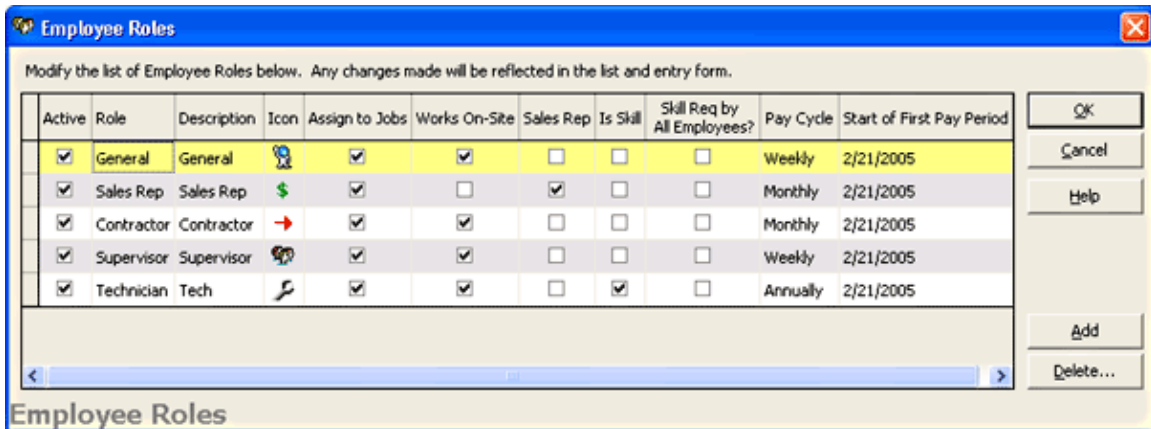 Employee Roles
Modify the list of Employee Roles below. Any changes made will be reflected in the list and entry form.
Active Role Description Icon Assign to Jobs Works On-Site Sales Rep Is Skill Skill Req by All Employees? Pay Cycle Start of First Pay Period
General General Weekly 2/21/2005
Sales Rep Sales Rep $ Monthly 2/21/2005
Contractor Contractor Monthly 2/21/2005
Supervisor Supervisor Weekly 2/21/2005
Technician Tech Annually 2/21/2005
OK
Cancel
Help
Add
Delete...
Employee Roles